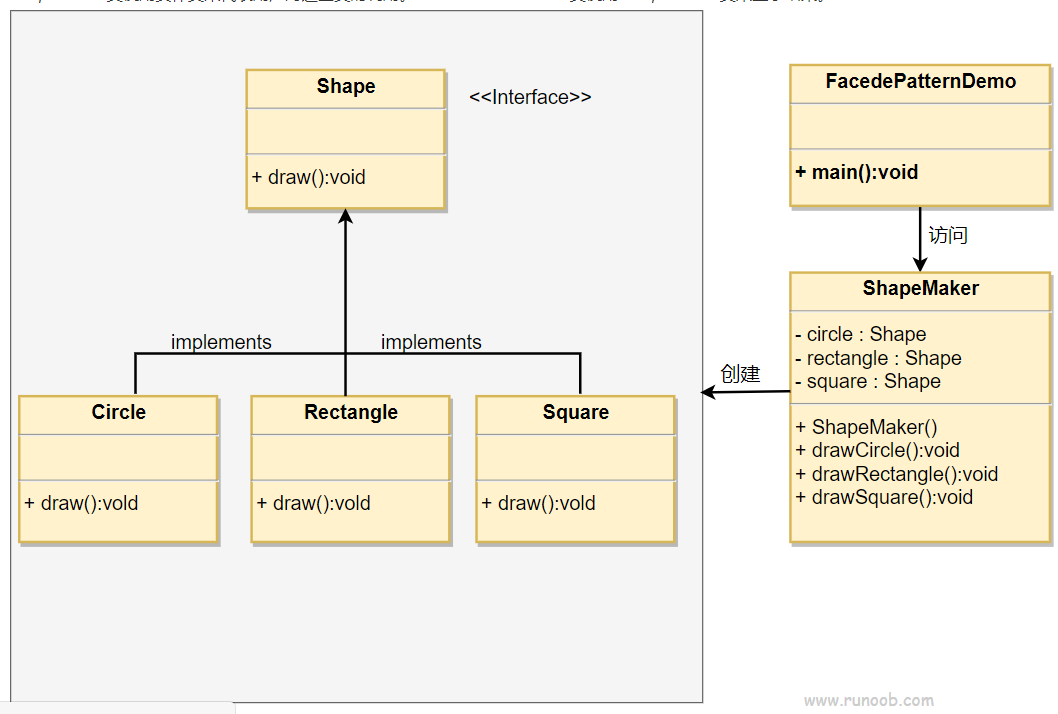 Shape
<<Interface>>
+ draw():void
implements
implements
Circle
+ draw():vold
Rectangle
+ draw():vold
Square
+ draw():vold
FacedePatternDemo
+ main():void
访问
ShapeMaker
- circle : Shape
- rectangle : Shape
- square : Shape
创建
+ ShapeMaker()
+ drawCircle():void
+ drawRectangle():void
+ drawSquare():void
www.runoob.com